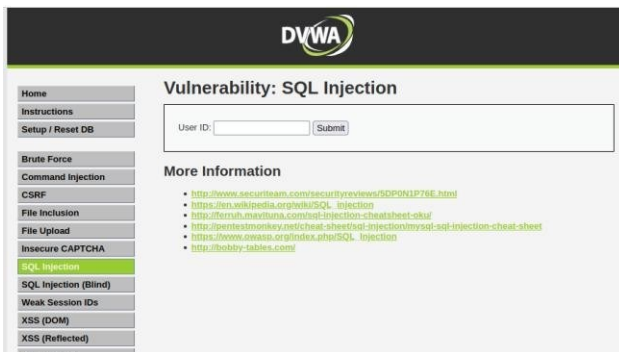 DVWA
Home
Instructions
Setup / Reset DB
Brute Force
Command Injection
CSRF
File Inclusion
File Upload
Insecure CAPTCHA
SQL Injection
SQL Injection (Blind)
Weak Session IDs
XSS (DOM)
XSS (Reflected)
Vulnerability: SQL Injection
User ID:
Submit
More Information
http://www.securiteam.com/securityreviews/5DP0N1P76E.html
https://en.wikipedia.org/wiki/SQL_injection
http://ferruh.mavituna.com/sql-injection-cheatsheet-oku/
http://pentestmonkey.net/cheat-sheet/sql-injection/mysql-sql-injection-cheat-sheet
https://www.owasp.org/index.php/SQL_Injection
http://bobby-tables.com/